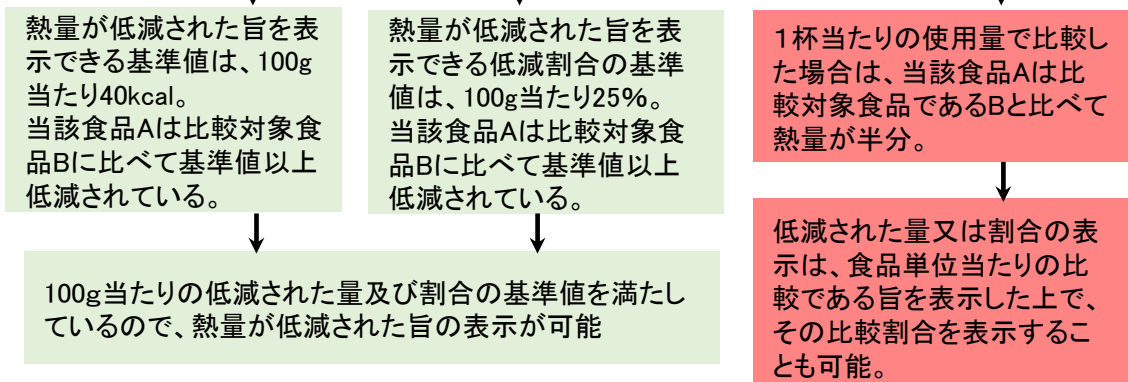 熱量が低減された旨を表
示できる基準値は、100g
当たり40kcal。
当該食品Aは比較対象食
品Bに比べて基準値以上
低減されている。
熱量が低減された旨を表
示できる低減割合の基準
値は、100g当たり25%。
当該食品Aは比較対象食
品Bに比べて基準値以上
低減されている。
100g当たりの低減された量及び割合の基準値を満たし
ているので、熱量が低減された旨の表示が可能
1杯当たりの使用量で比較し
た場合は、当該食品Aは比
較対象食品であるBと比べて
熱量が半分。
低減された量又は割合の表
示は、食品単位当たりの比
較である旨を表示した上で、
その比較割合を表示するこ
とも可能。